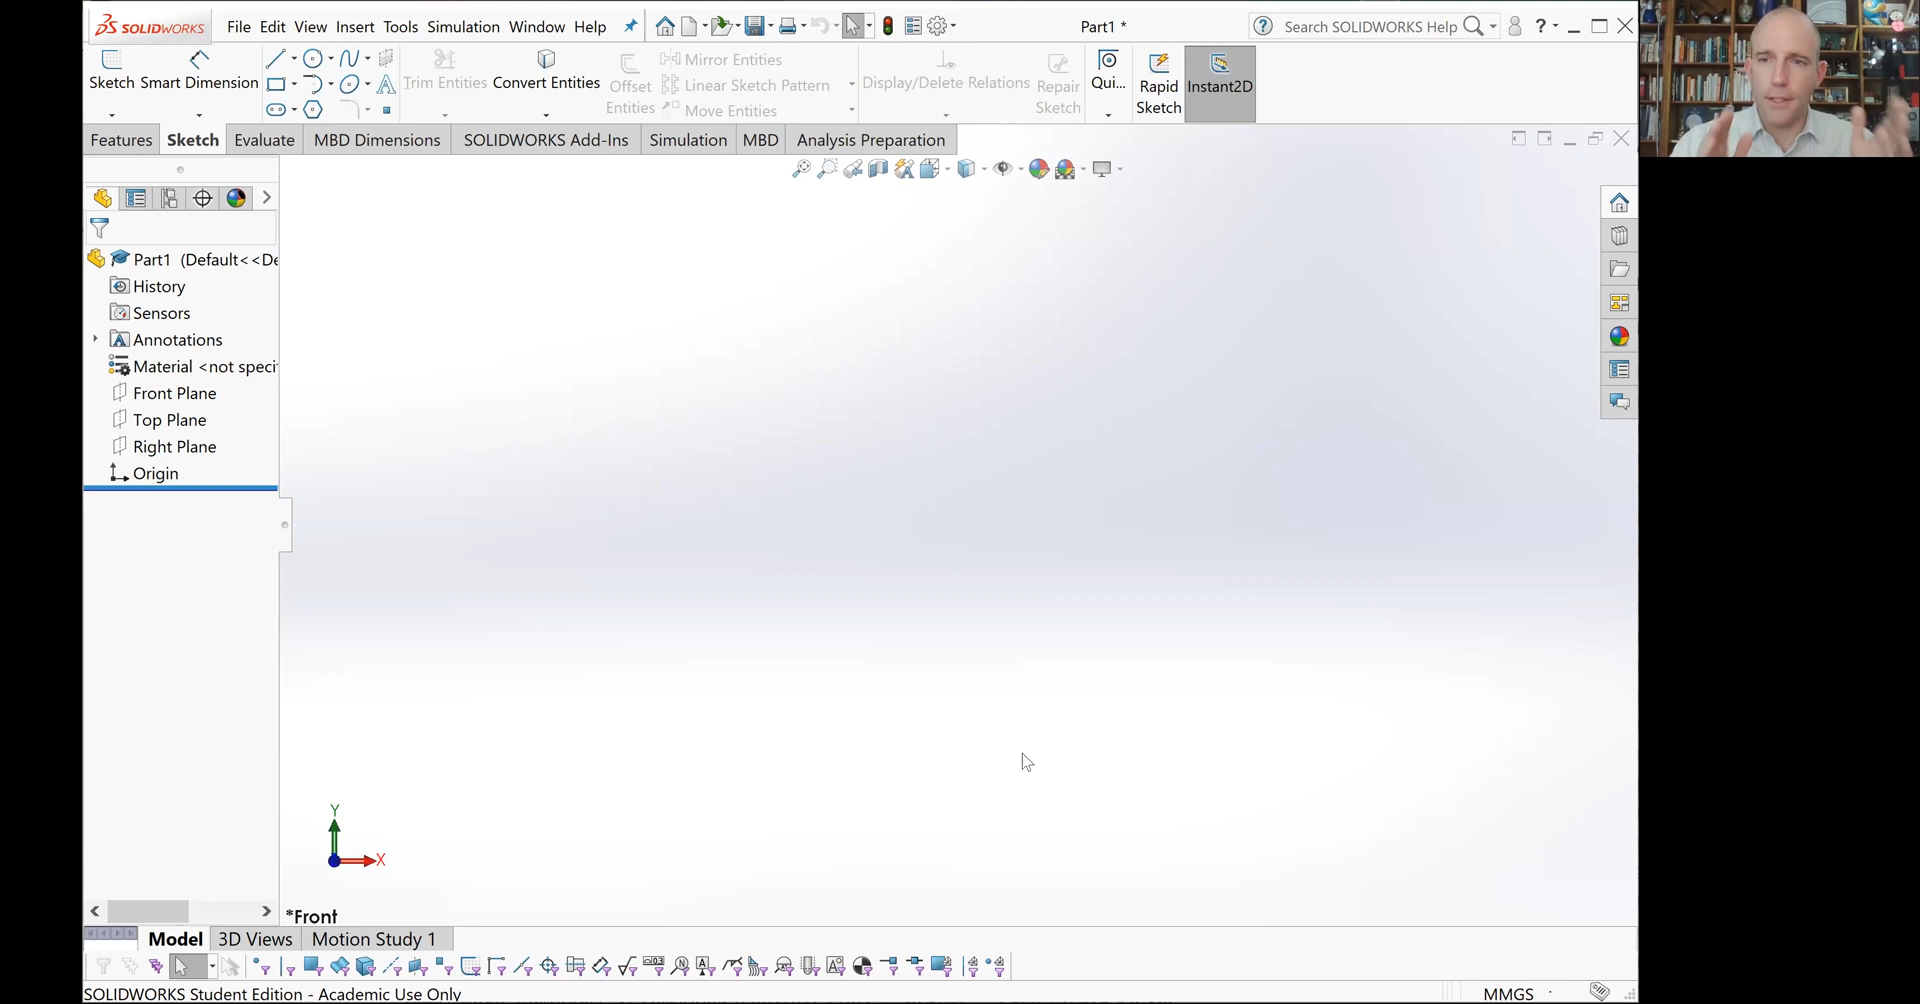 SOLIDWORKS File Edit View Insert Tools Simulation Window Help Part1 * Search SOLIDWORKS Help ?
Sketch Smart Dimension Trim Entities Convert Entities Offset Entities Mirror Entities Display/Delete Relations Repair Sketch Qui... Rapid Sketch Instant2D
Linear Sketch Pattern
Move Entities
Features Sketch Evaluate MBD Dimensions SOLIDWORKS Add-Ins Simulation MBD Analysis Preparation
Part1 (Default<<De
History
Sensors
Annotations
Material <not speci
Front Plane
Top Plane
Right Plane
Origin
Y
X
*Front
Model 3D Views Motion Study 1
SOLIDWORKS Student Edition - Academic Use Only MMGS